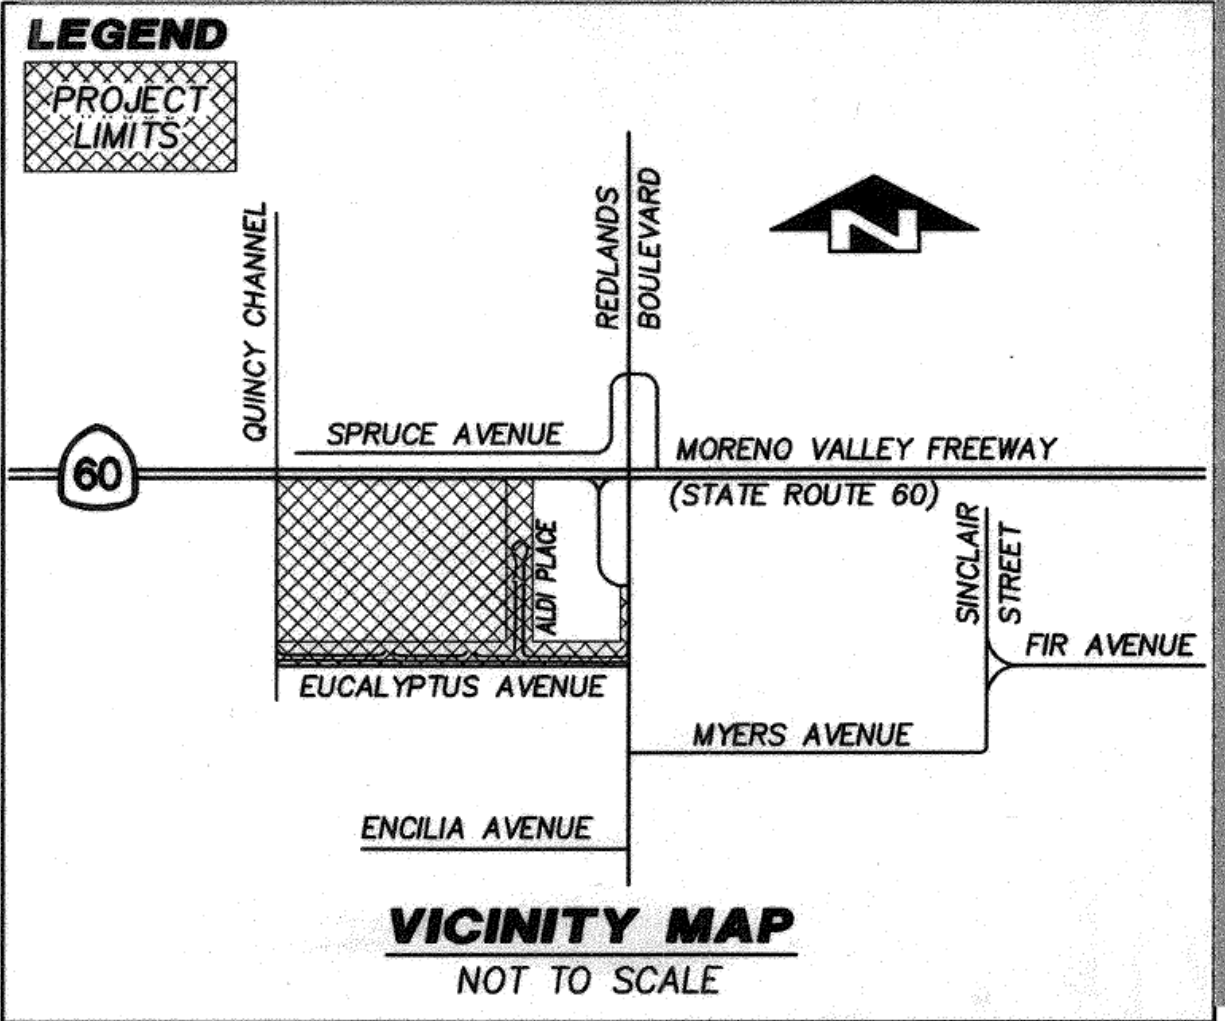 LEGEND
PROJECT
LIMITS
QUINCY CHANNEL
REDLANDS
BOULEVARD
N
SPRUCE AVENUE
MORENO VALLEY FREEWAY
60
(STATE ROUTE 60)
ALDI PLACE
SINCLAIR
STREET
FIR AVENUE
EUCALYPTUS AVENUE
MYERS AVENUE
ENCILIA AVENUE
VICINITY MAP
NOT TO SCALE